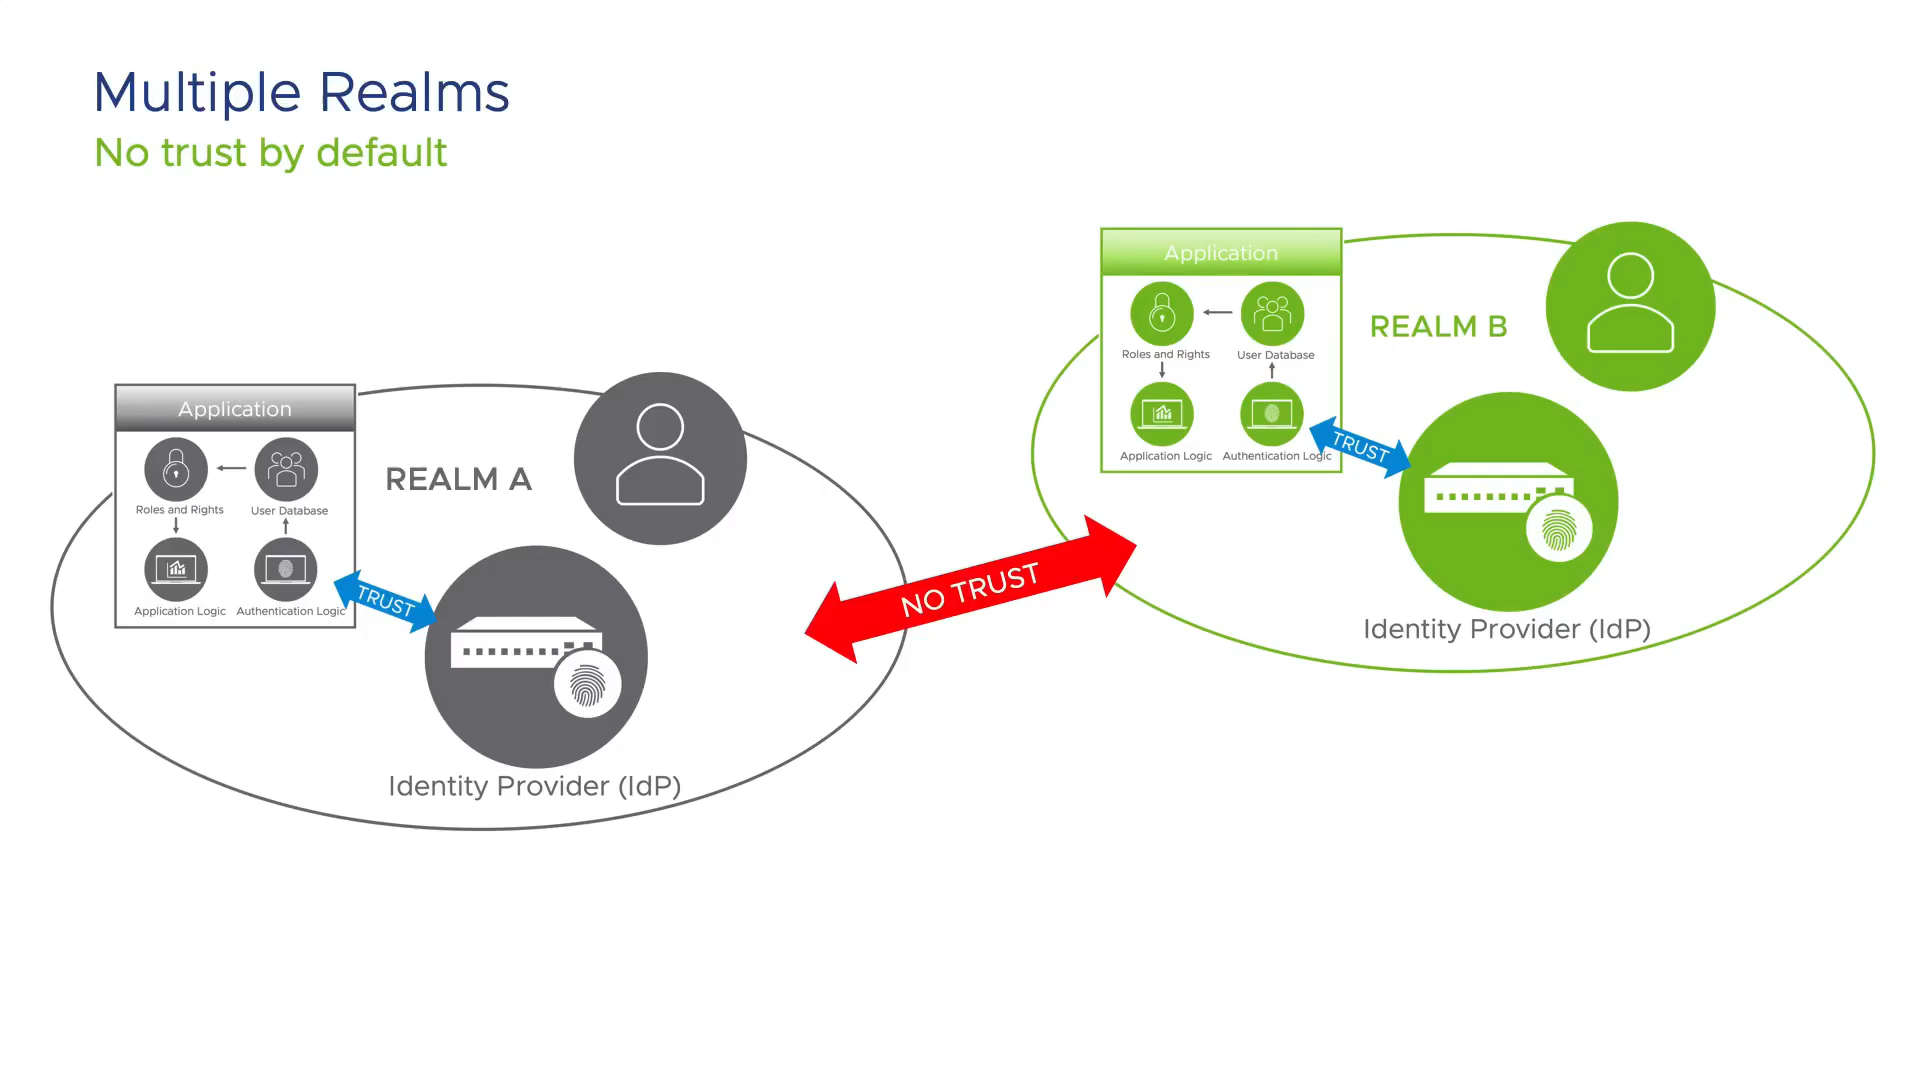 Multiple Realms
No trust by default
Application
Roles and Rights
User Database
Application Logic
Authentication Logic
REALM A
TRUST
Identity Provider (IdP)
NO TRUST
Application
Roles and Rights
User Database
Application Logic
Authentication Logic
REALM B
TRUST
Identity Provider (IdP)